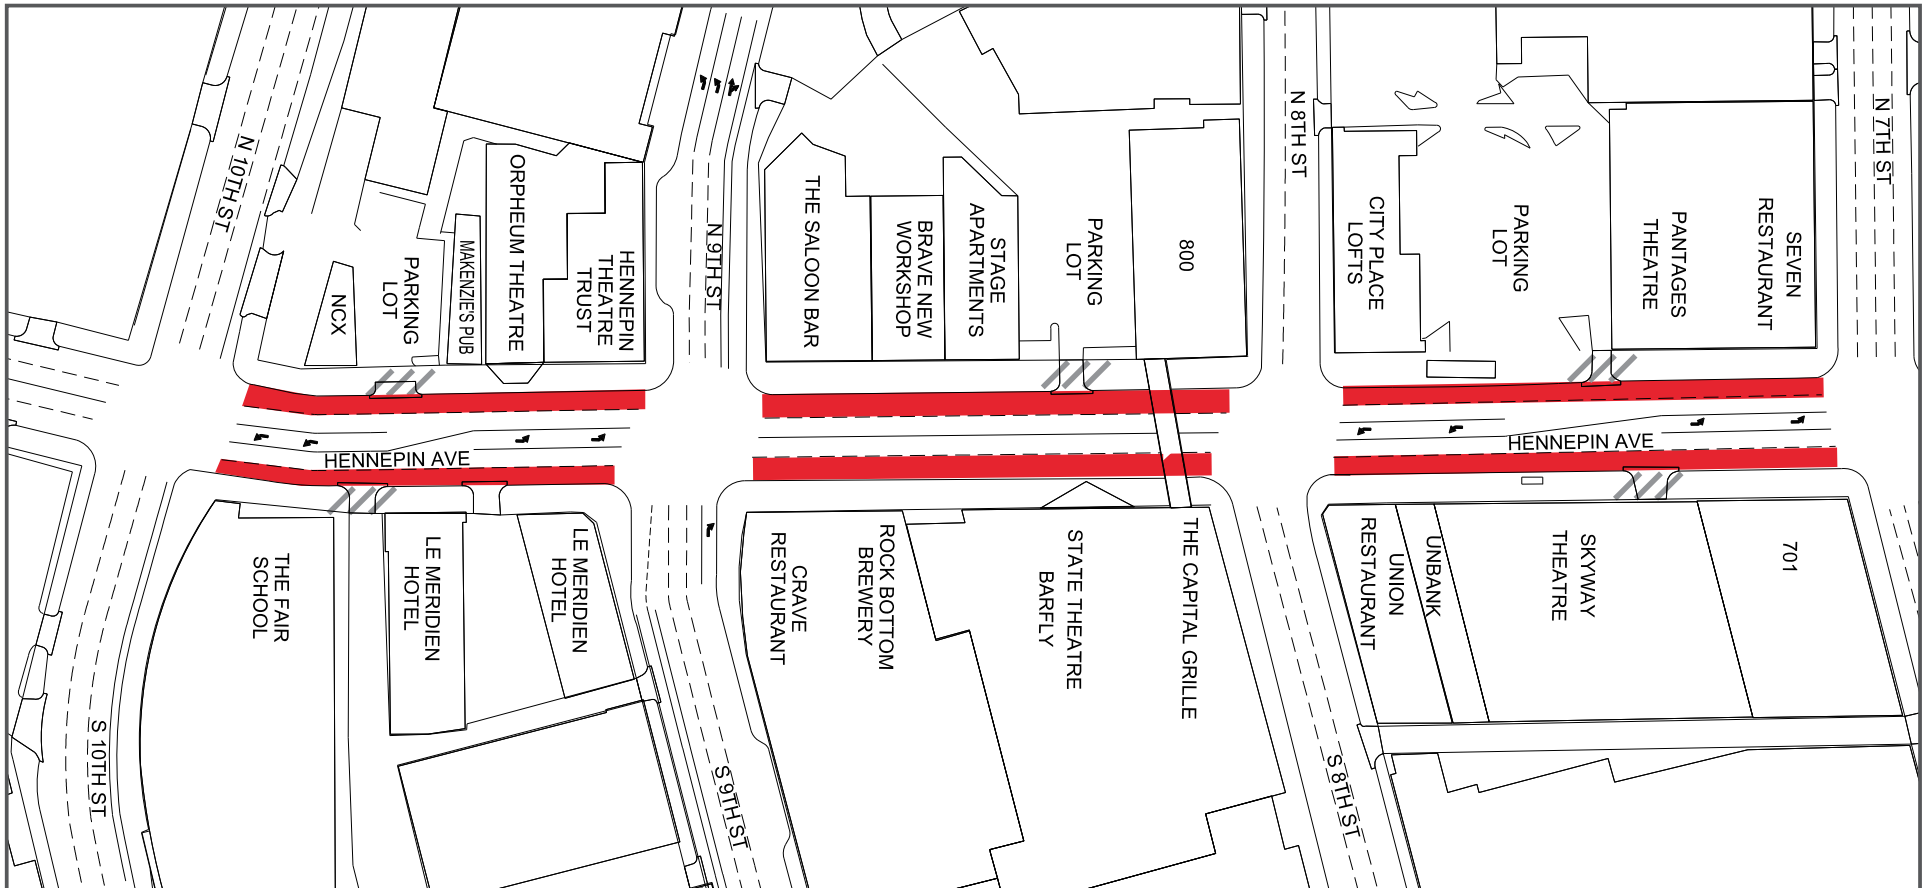 N 10TH ST
NCX
PARKING
LOT
MAKENZIE'S PUB
ORPHEUM THEATRE
HENNEPIN
THEATRE
TRUST
N 9TH ST
THE SALOON BAR
BRAVE NEW
WORKSHOP
STAGE
APARTMENTS
PARKING
LOT
800
N 8TH ST
CITY PLACE
LOFTS
PARKING
LOT
PANTAGES
THEATRE
SEVEN
RESTAURANT
N 7TH ST
HENNEPIN AVE
HENNEPIN AVE
S 10TH ST
THE FAIR
SCHOOL
LE MERIDIEN
HOTEL
LE MERIDIEN
HOTEL
S 9TH ST
CRAVE
RESTAURANT
ROCK BOTTOM
BREWERY
STATE THEATRE
BARFLY
THE CAPITAL GRILLE
S 8TH ST
UNION
RESTAURANT
UNBANK
SKYWAY
THEATRE
701